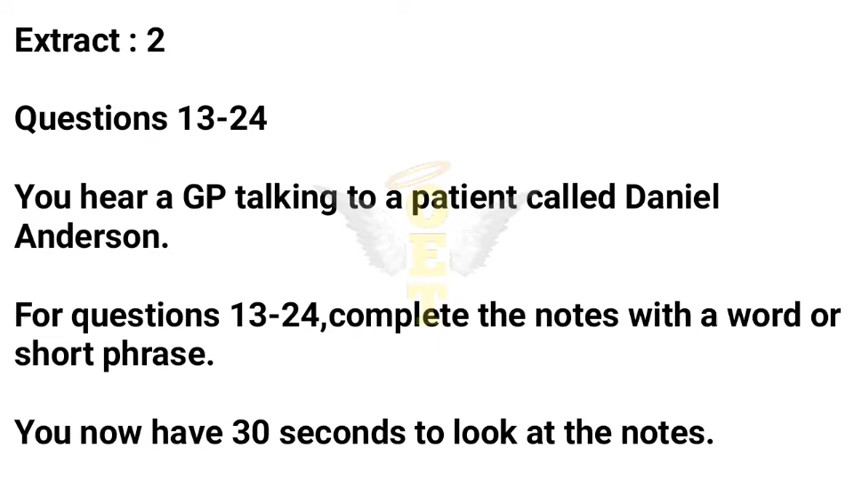 Extract : 2
Questions 13-24
You hear a GP talking to a patient called Daniel
Anderson.
For questions 13-24,complete the notes with a word or
short phrase.
You now have 30 seconds to look at the notes.
OET